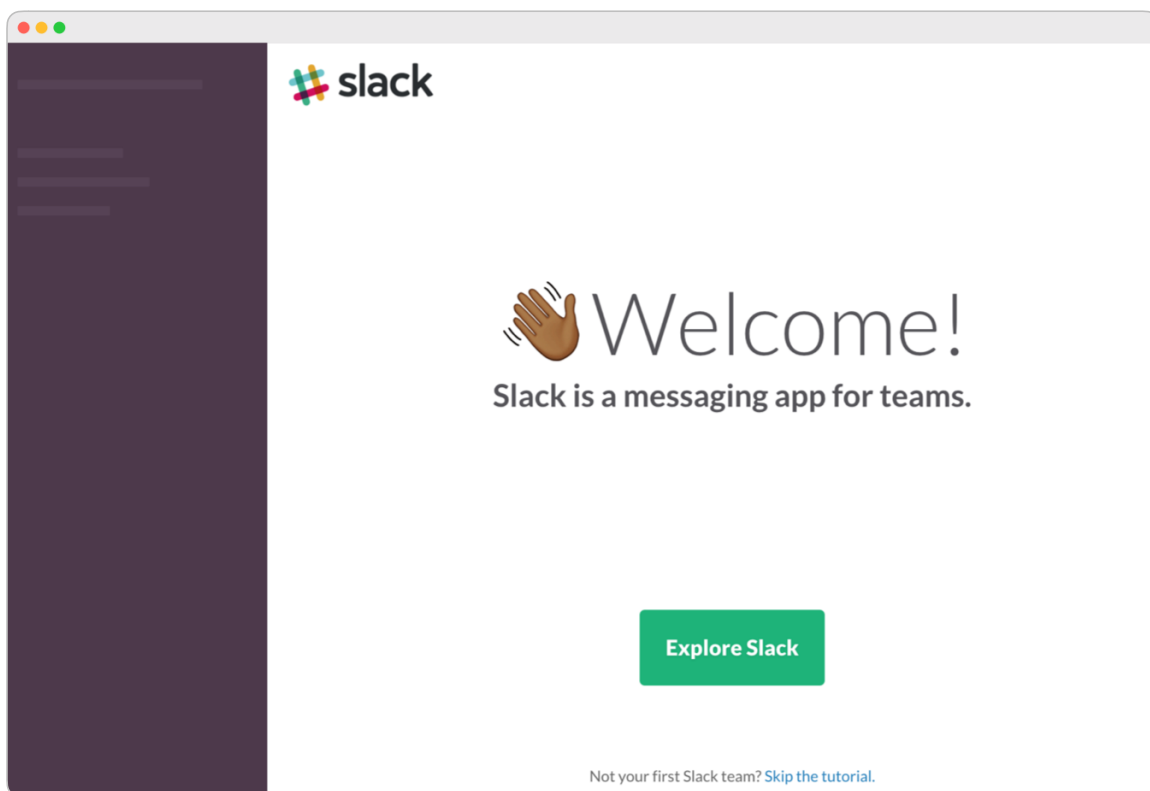 slack
Welcome!
Slack is a messaging app for teams.
Explore Slack
Not your first Slack team? Skip the tutorial.